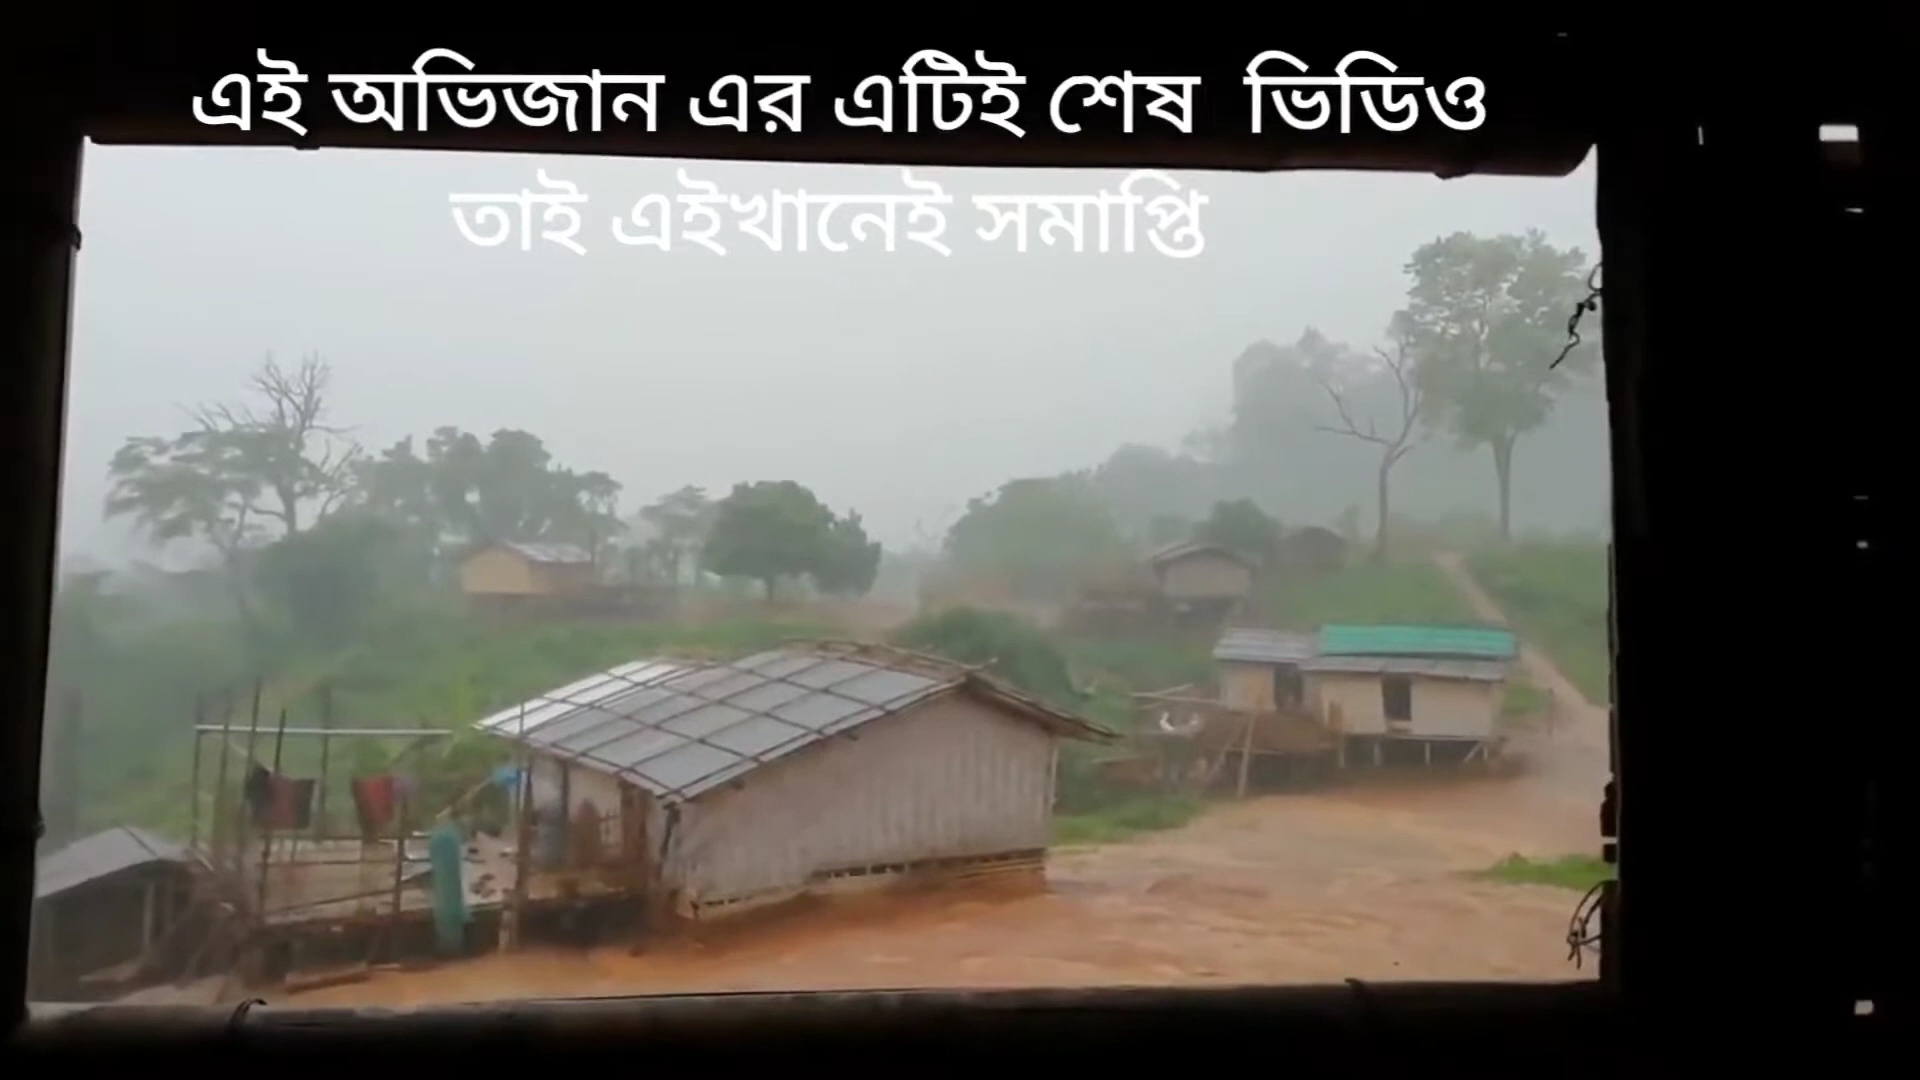 এই অভিজান এর এটিই শেষ ভিডিও
তাই এইখানেই সমাপ্তি